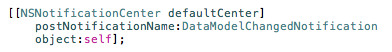 [[NSNotificationCenter defaultCenter]
postNotificationName:DataModelChangedNotification
object:self];